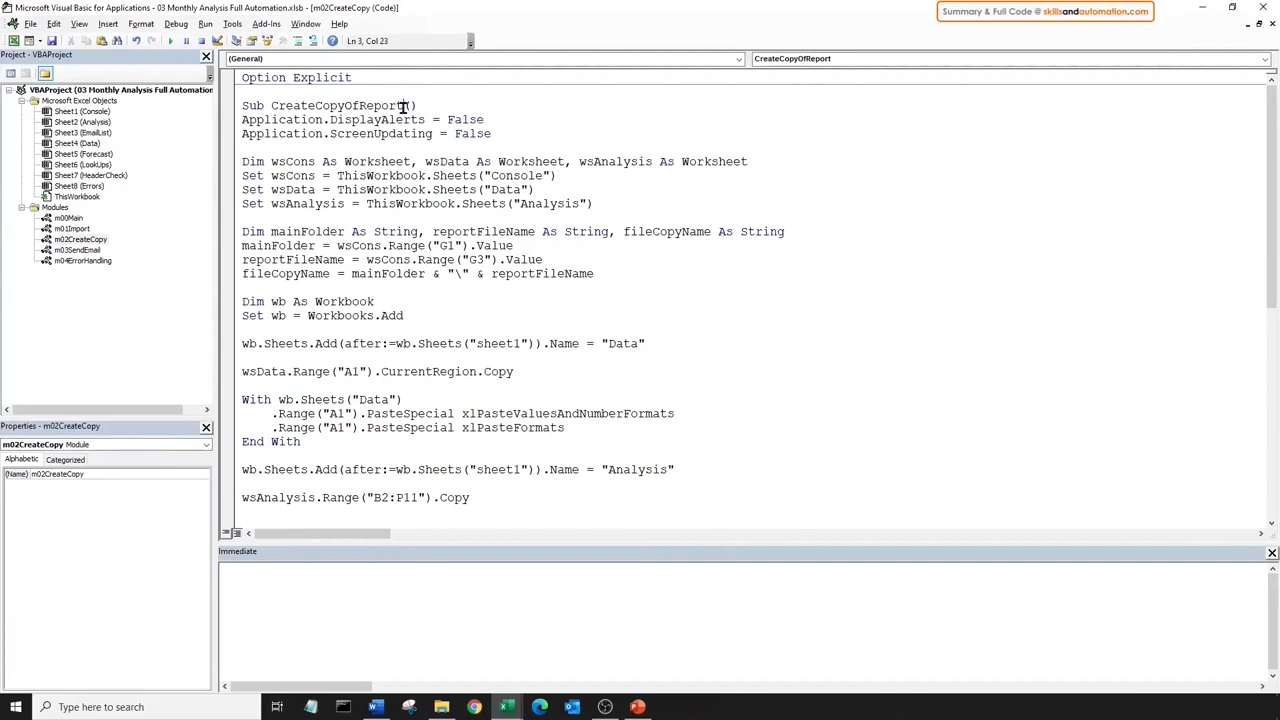 Microsoft Visual Basic for Applications - 03 Monthly Analysis Full Automation.xlsb - [m02CreateCopy (Code)]
Summary & Full Code @ skillsandautomation.com
File Edit View Insert Format Debug Run Tools Add-Ins Window Help
Ln 3, Col 23
Project - VBAProject
VBAProject (03 Monthly Analysis Full Automation
Microsoft Excel Objects
Sheet1 (Console)
Sheet2 (Analysis)
Sheet3 (EmailList)
Sheet4 (Data)
Sheet5 (Forecast)
Sheet6 (LookUps)
Sheet7 (HeaderCheck)
Sheet8 (Errors)
ThisWorkbook
Modules
m00Main
m01Import
m02CreateCopy
m03SendEmail
m04ErrorHandling
Properties - m02CreateCopy
m02CreateCopy Module
Alphabetic Categorized
(Name) m02CreateCopy
(General) CreateCopyOfReport
Option Explicit
Sub CreateCopyOfReport()
Application.DisplayAlerts = False
Application.ScreenUpdating = False
Dim wsCons As Worksheet, wsData As Worksheet, wsAnalysis As Worksheet
Set wsCons = ThisWorkbook.Sheets("Console")
Set wsData = ThisWorkbook.Sheets("Data")
Set wsAnalysis = ThisWorkbook.Sheets("Analysis")
Dim mainFolder As String, reportFileName As String, fileCopyName As String
mainFolder = wsCons.Range("G1").Value
reportFileName = wsCons.Range("G3").Value
fileCopyName = mainFolder & "\" & reportFileName
Dim wb As Workbook
Set wb = Workbooks.Add
wb.Sheets.Add(after:=wb.Sheets("sheet1")).Name = "Data"
wsData.Range("A1").CurrentRegion.Copy
With wb.Sheets("Data")
.Range("A1").PasteSpecial xlPasteValuesAndNumberFormats
.Range("A1").PasteSpecial xlPasteFormats
End With
wb.Sheets.Add(after:=wb.Sheets("sheet1")).Name = "Analysis"
wsAnalysis.Range("B2:P11").Copy
Immediate
Type here to search